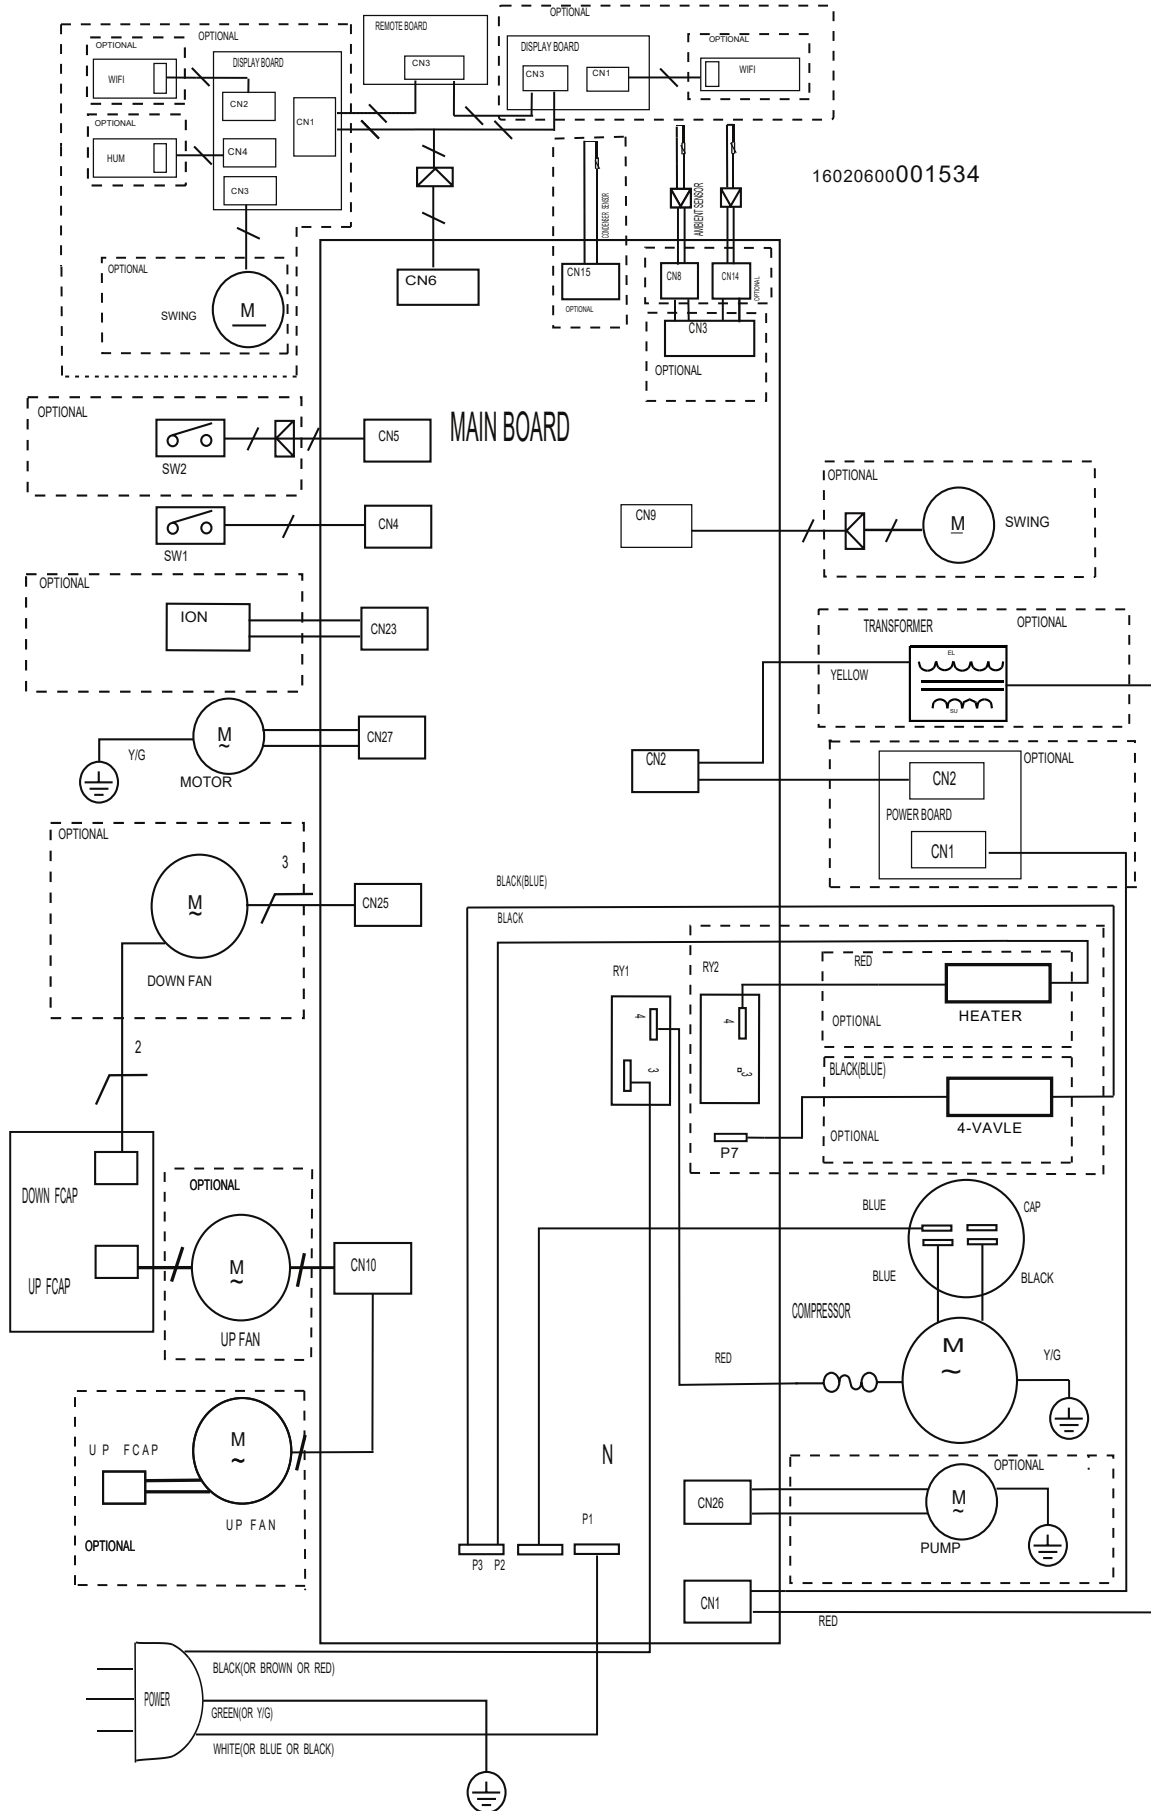 OPTIONAL
REMOTE BOARD
CN3
OPTIONAL
OPTIONAL
WIFI
DISPLAY BOARD
CN2
CN1
OPTIONAL
HUM
CN4
CN3
DISPLAY BOARD
CN3
CN1
OPTIONAL
WIFI
16020600001534
OPTIONAL
SWING
M
CN6
CONDENER SENSOR
CN15
OPTIONAL
AMBIENT SENSOR
CN8
CN14
OPTIONAL
CN3
OPTIONAL
MAIN BOARD
OPTIONAL
SW2
CN5
SW1
CN4
CN9
OPTIONAL
M
SWING
OPTIONAL
ION
CN23
TRANSFORMER
OPTIONAL
EL
YELLOW
SU
M
~
Y/G
MOTOR
CN27
CN2
OPTIONAL
CN2
POWER BOARD
CN1
OPTIONAL
3
M
~
CN25
DOWN FAN
2
BLACK(BLUE)
BLACK
RY1
4
3
RY2
4
3
RED
HEATER
OPTIONAL
BLACK(BLUE)
4-VAVLE
OPTIONAL
P7
DOWN FCAP
UP FCAP
OPTIONAL
M
~
UP FAN
CN10
BLUE
CAP
BLUE
BLACK
COMPRESSOR
M
~
RED
Y/G
UP FCAP
M
~
UP FAN
OPTIONAL
N
P1
P3 P2
CN26
OPTIONAL
M
~
PUMP
CN1
RED
POWER
BLACK(OR BROWN OR RED)
GREEN(OR Y/G)
WHITE(OR BLUE OR BLACK)